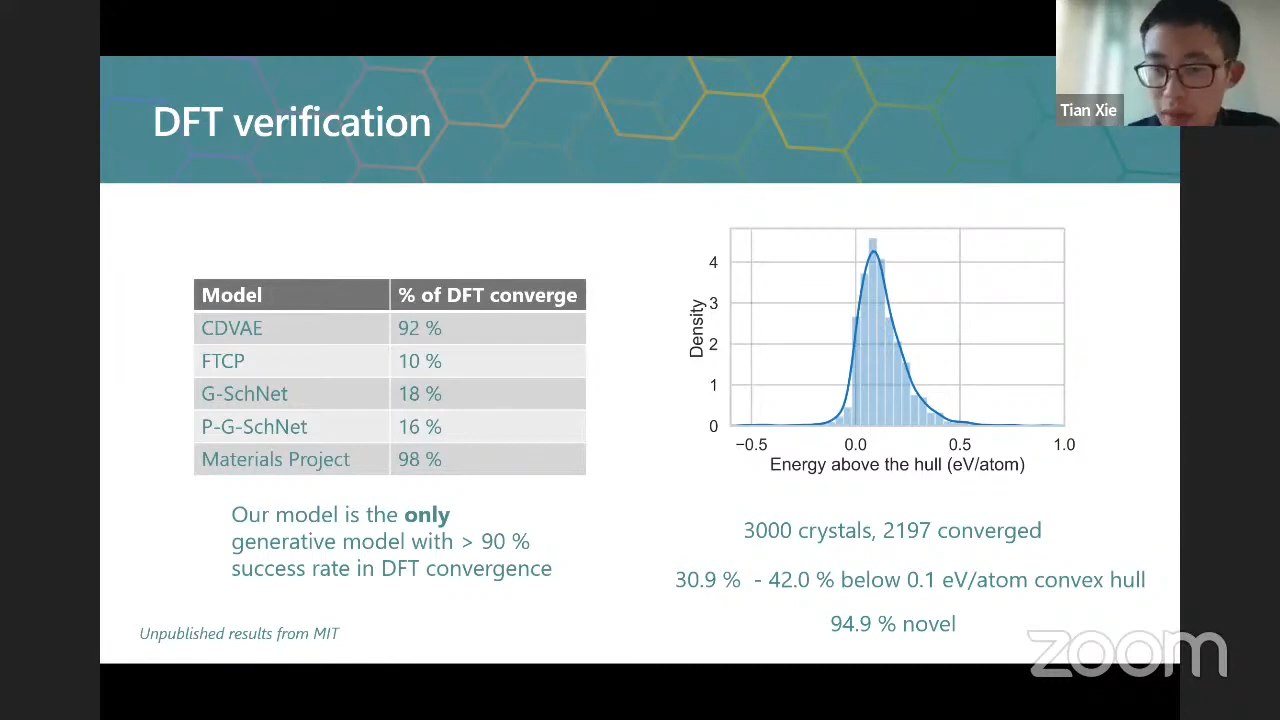 DFT verification
Tian Xie
Model % of DFT converge
CDVAE 92 %
FTCP 10 %
G-SchNet 18 %
P-G-SchNet 16 %
Materials Project 98 %
Our model is the only
generative model with > 90 %
success rate in DFT convergence
Unpublished results from MIT
Density
4
3
2
1
0
−0.5 0.0 0.5 1.0
Energy above the hull (eV/atom)
3000 crystals, 2197 converged
30.9 % - 42.0 % below 0.1 eV/atom convex hull
94.9 % novel
zoom